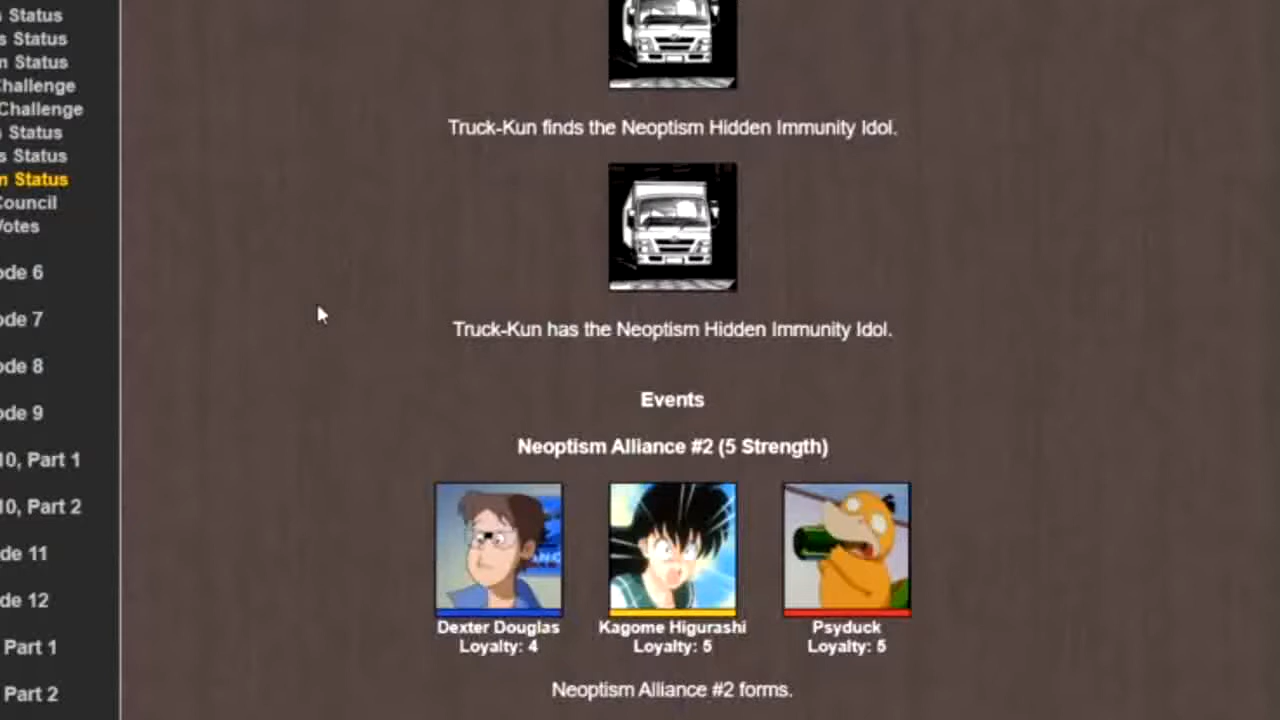 s Status
s Status
n Status
Challenge
Challenge
s Status
s Status
n Status
Council
Votes
ode 6
ode 7
ode 8
ode 9
10, Part 1
10, Part 2
de 11
de 12
Part 1
Part 2
Truck-Kun finds the Neoptism Hidden Immunity Idol.
Truck-Kun has the Neoptism Hidden Immunity Idol.
Events
Neoptism Alliance #2 (5 Strength)
Dexter Douglas Kagome Higurashi Psyduck
Loyalty: 4 Loyalty: 5 Loyalty: 5
Neoptism Alliance #2 forms.